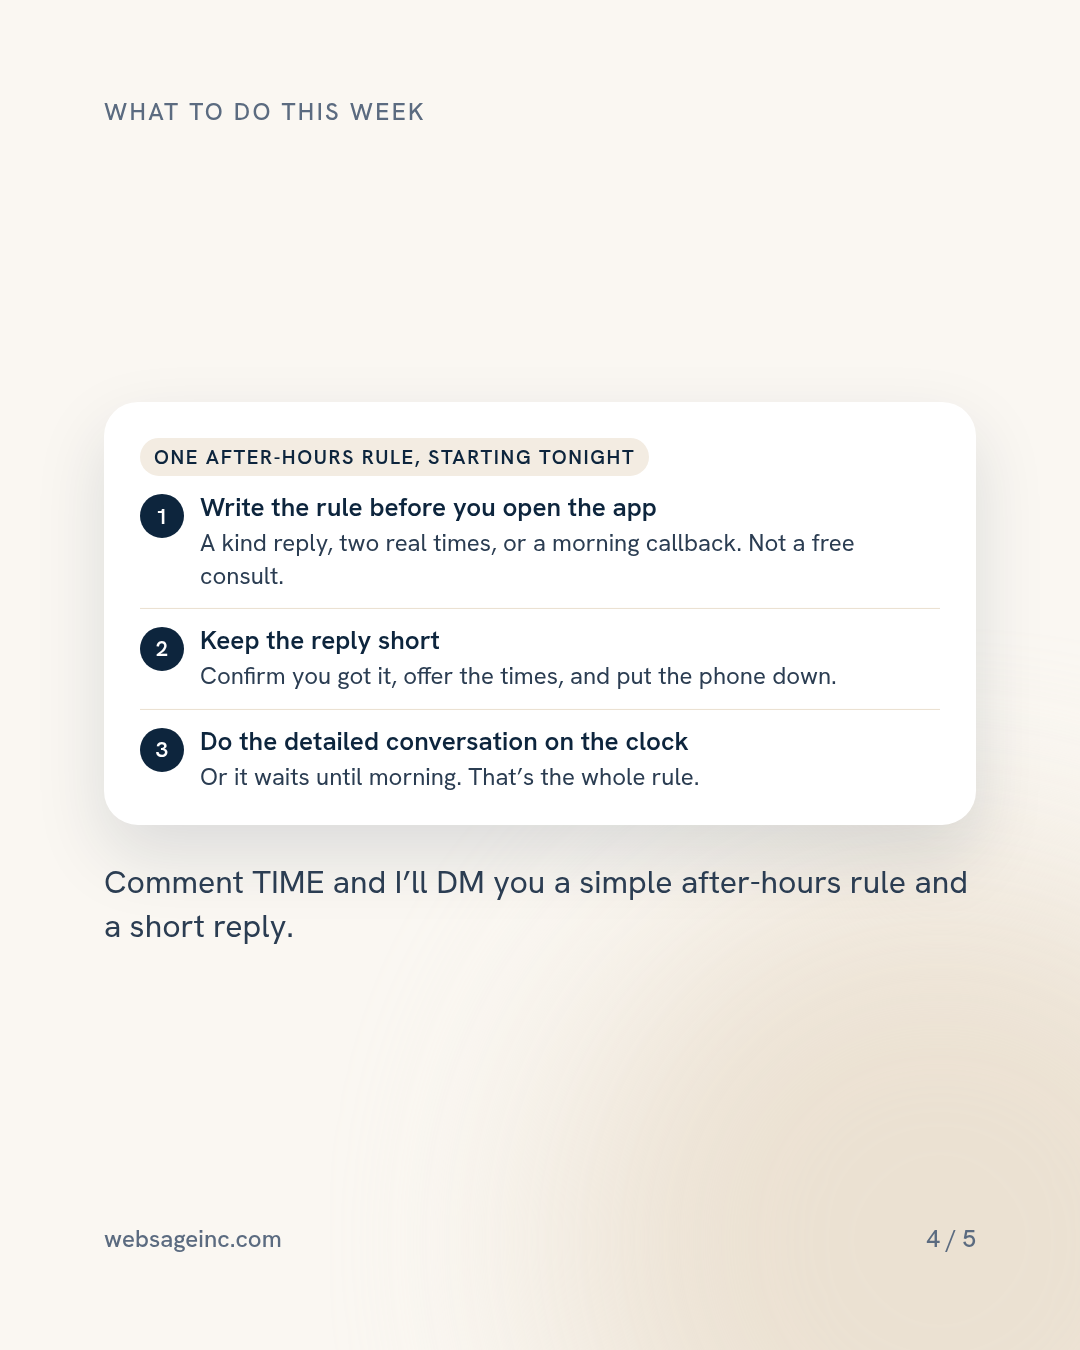 WHAT TO DO THIS WEEK
ONE AFTER-HOURS RULE, STARTING TONIGHT
1
Write the rule before you open the app
A kind reply, two real times, or a morning callback. Not a free
consult.
2
Keep the reply short
Confirm you got it, offer the times, and put the phone down.
3
Do the detailed conversation on the clock
Or it waits until morning. That’s the whole rule.
Comment TIME and I’ll DM you a simple after-hours rule and
a short reply.
websageinc.com
4 / 5